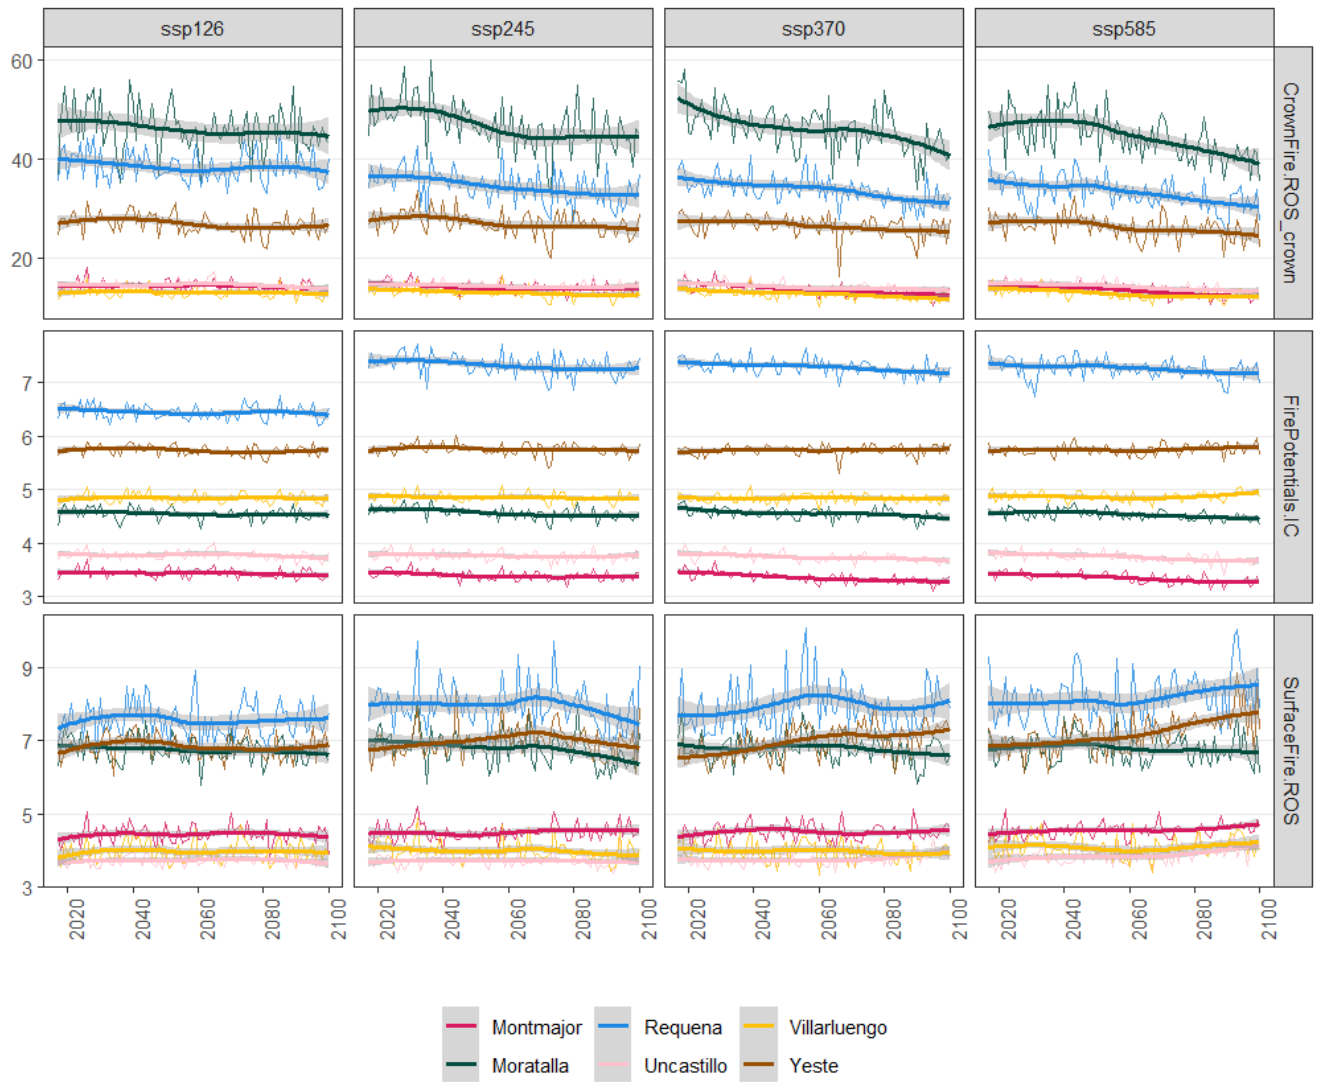 ssp126 ssp245 ssp370 ssp585
60
40
20
CrownFire.ROS_crown
7
6
5
4
3
FirePotentials.IC
9
7
5
3
SurfaceFire.ROS
2020 2040 2060 2080 2100 2020 2040 2060 2080 2100 2020 2040 2060 2080 2100 2020 2040 2060 2080 2100
Montmajor Requena Villarluengo
Moratalla Uncastillo Yeste